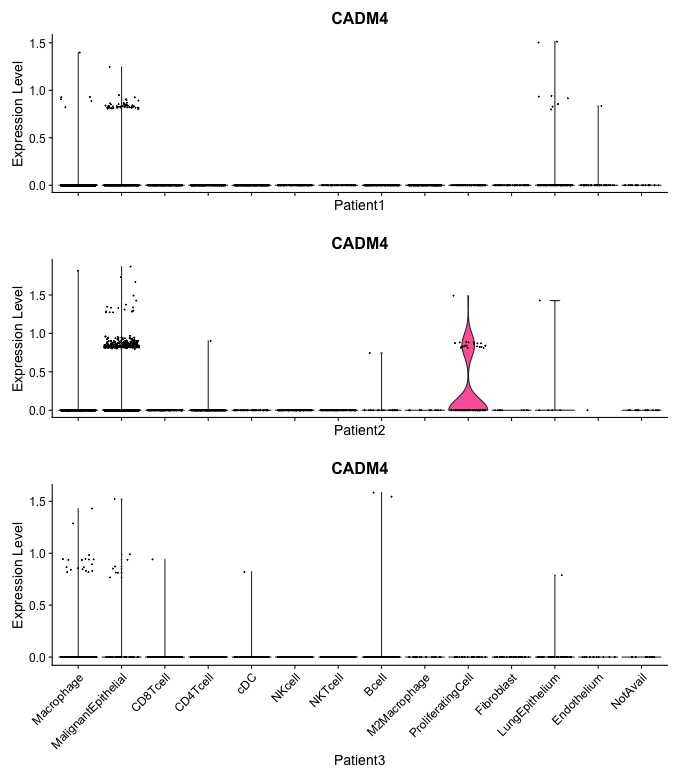 CADM4
Expression Level
1.5
1.0
0.5
0.0
Patient1
CADM4
Expression Level
1.5
1.0
0.5
0.0
Patient2
CADM4
Expression Level
1.5
1.0
0.5
0.0
Macrophage
MalignantEpithelial
CD8Tcell
CD4Tcell
cDC
NKcell
NKTcell
Bcell
M2Macrophage
ProliferatingCell
Fibroblast
LungEpithelium
Endothelium
NotAvail
Patient3